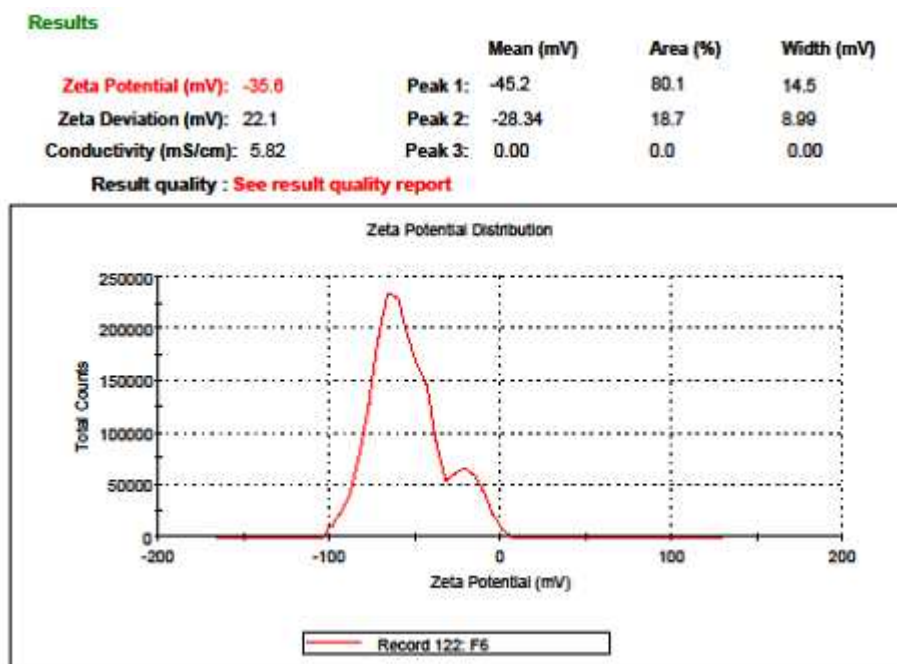 Results
Mean (mV) Area (%) Width (mV)
Zeta Potential (mV): -35.6 Peak 1: -45.2 80.1 14.5
Zeta Deviation (mV): 22.1 Peak 2: -28.34 18.7 8.99
Conductivity (mS/cm): 5.82 Peak 3: 0.00 0.0 0.00
Result quality : See result quality report
Zeta Potential Distribution
250000
200000
150000
100000
50000
0
Total Counts
-200 -100 0 100 200
Zeta Potential (mV)
Record 122: F6